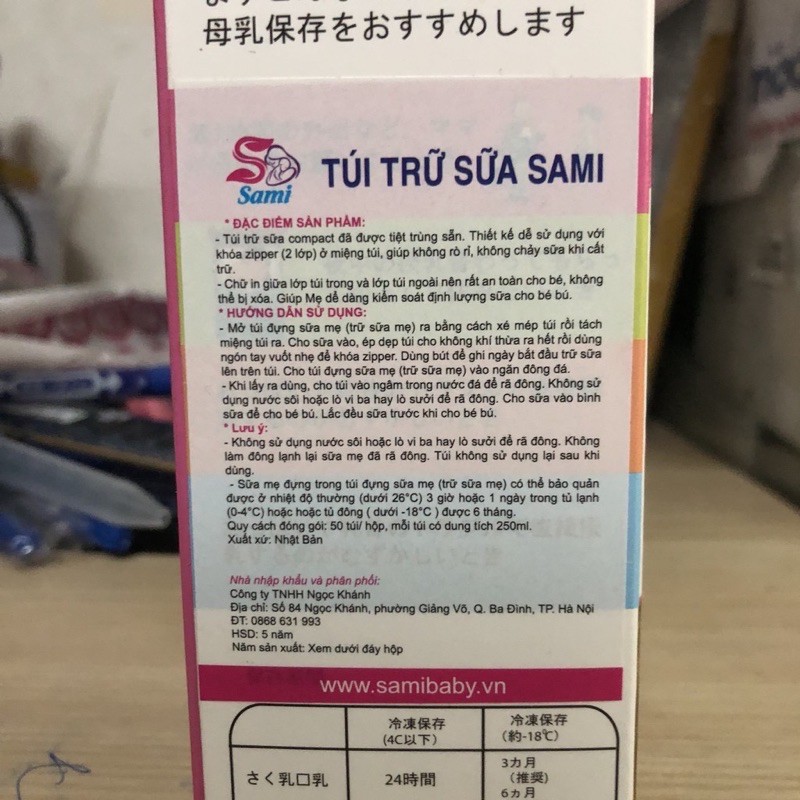 母乳保存をおすすめします
Sami
TÚI TRỮ SỮA SAMI
* ĐẶC ĐIỂM SẢN PHẨM:
- Túi trữ sữa compact đã được tiệt trùng sẵn. Thiết kế dễ sử dụng với
khóa zipper (2 lớp) ở miệng túi, giúp không rò rỉ, không chảy sữa khi cất
trữ.
- Chữ in giữa lớp túi trong và lớp túi ngoài nên rất an toàn cho bé, không
thể bị xóa. Giúp Mẹ dễ dàng kiểm soát định lượng sữa cho bé bú.
* HƯỚNG DẪN SỬ DỤNG:
- Mở túi đựng sữa mẹ (trữ sữa mẹ) ra bằng cách xé mép túi rồi tách
miệng túi ra. Cho sữa vào, ép dẹp túi cho không khí thừa ra hết rồi dùng
ngón tay vuốt nhẹ để khóa zipper. Dùng bút để ghi ngày bắt đầu trữ sữa
lên trên túi. Cho túi đựng sữa mẹ (trữ sữa mẹ) vào ngăn đông đá.
- Khi lấy ra dùng, cho túi vào ngâm trong nước đá để rã đông. Không sử
dụng nước sôi hoặc lò vi ba hay lò sưởi để rã đông. Cho sữa vào bình
sữa để cho bé bú. Lắc đều sữa trước khi cho bé bú.
* Lưu ý:
- Không sử dụng nước sôi hoặc lò vi ba hay lò sưởi để rã đông. Không
làm đông lạnh lại sữa mẹ đã rã đông. Túi không sử dụng lại sau khi
dùng.
- Sữa mẹ đựng trong túi đựng sữa mẹ (trữ sữa mẹ) có thể bảo quản
được ở nhiệt độ thường (dưới 26°C) 3 giờ hoặc 1 ngày trong tủ lạnh
(0-4°C) hoặc hoặc tủ đông ( dưới -18°C ) được 6 tháng.
Quy cách đóng gói: 50 túi/ hộp, mỗi túi có dung tích 250ml.
Xuất xứ: Nhật Bản
Nhà nhập khẩu và phân phối:
Công ty TNHH Ngọc Khánh
Địa chỉ: Số 84 Ngọc Khánh, phường Giảng Võ, Q. Ba Đình, TP. Hà Nội
ĐT: 0868 631 993
HSD: 5 năm
Năm sản xuất: Xem dưới đáy hộp
www.samibaby.vn
冷凍保存 冷凍保存
(4C以下) (約-18℃)
さく乳口乳 24時間 3カ月
(推奨)
6ヵ月